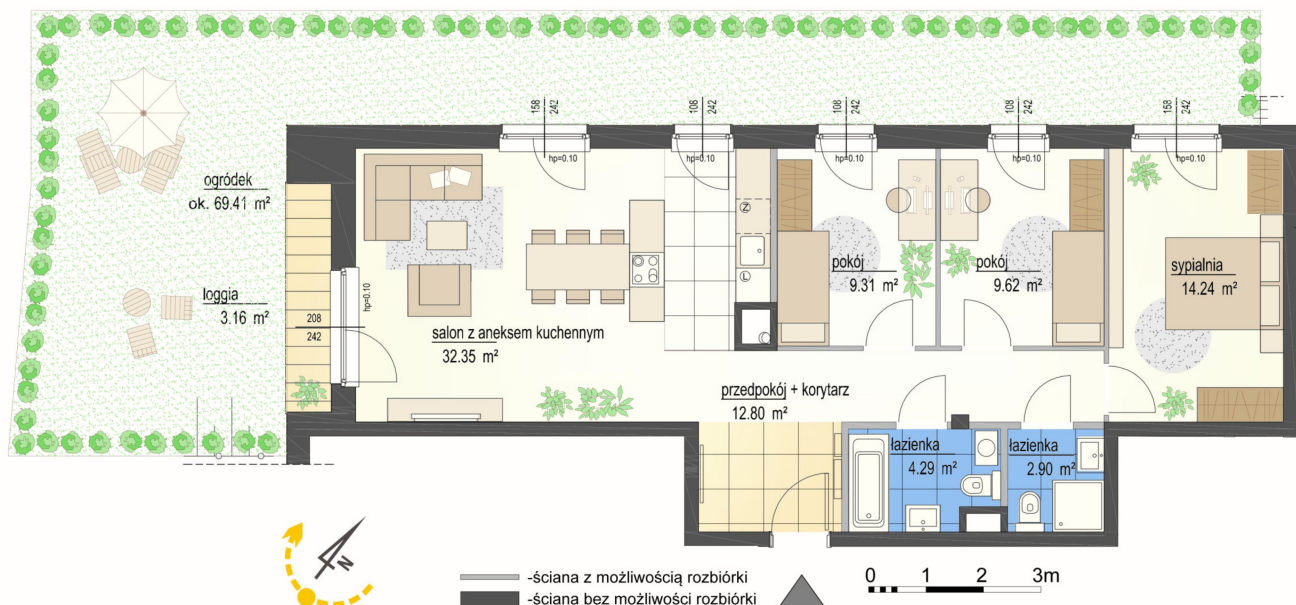 158
242
108
242
108
242
108
242
158
242
hp=0.10
hp=0.10
hp=0.10
hp=0.10
hp=0.10
ogródek
ok. 69.41 m²
loggia
3.16 m²
208
242
hp=0.10
salon z aneksem kuchennym
32.35 m²
Z
L
pokój
9.31 m²
pokój
9.62 m²
sypialnia
14.24 m²
przedpokój + korytarz
12.80 m²
łazienka
4.29 m²
łazienka
2.90 m²
N
-ściana z możliwością rozbiórki
-ściana bez możliwości rozbiórki
0 1 2 3m